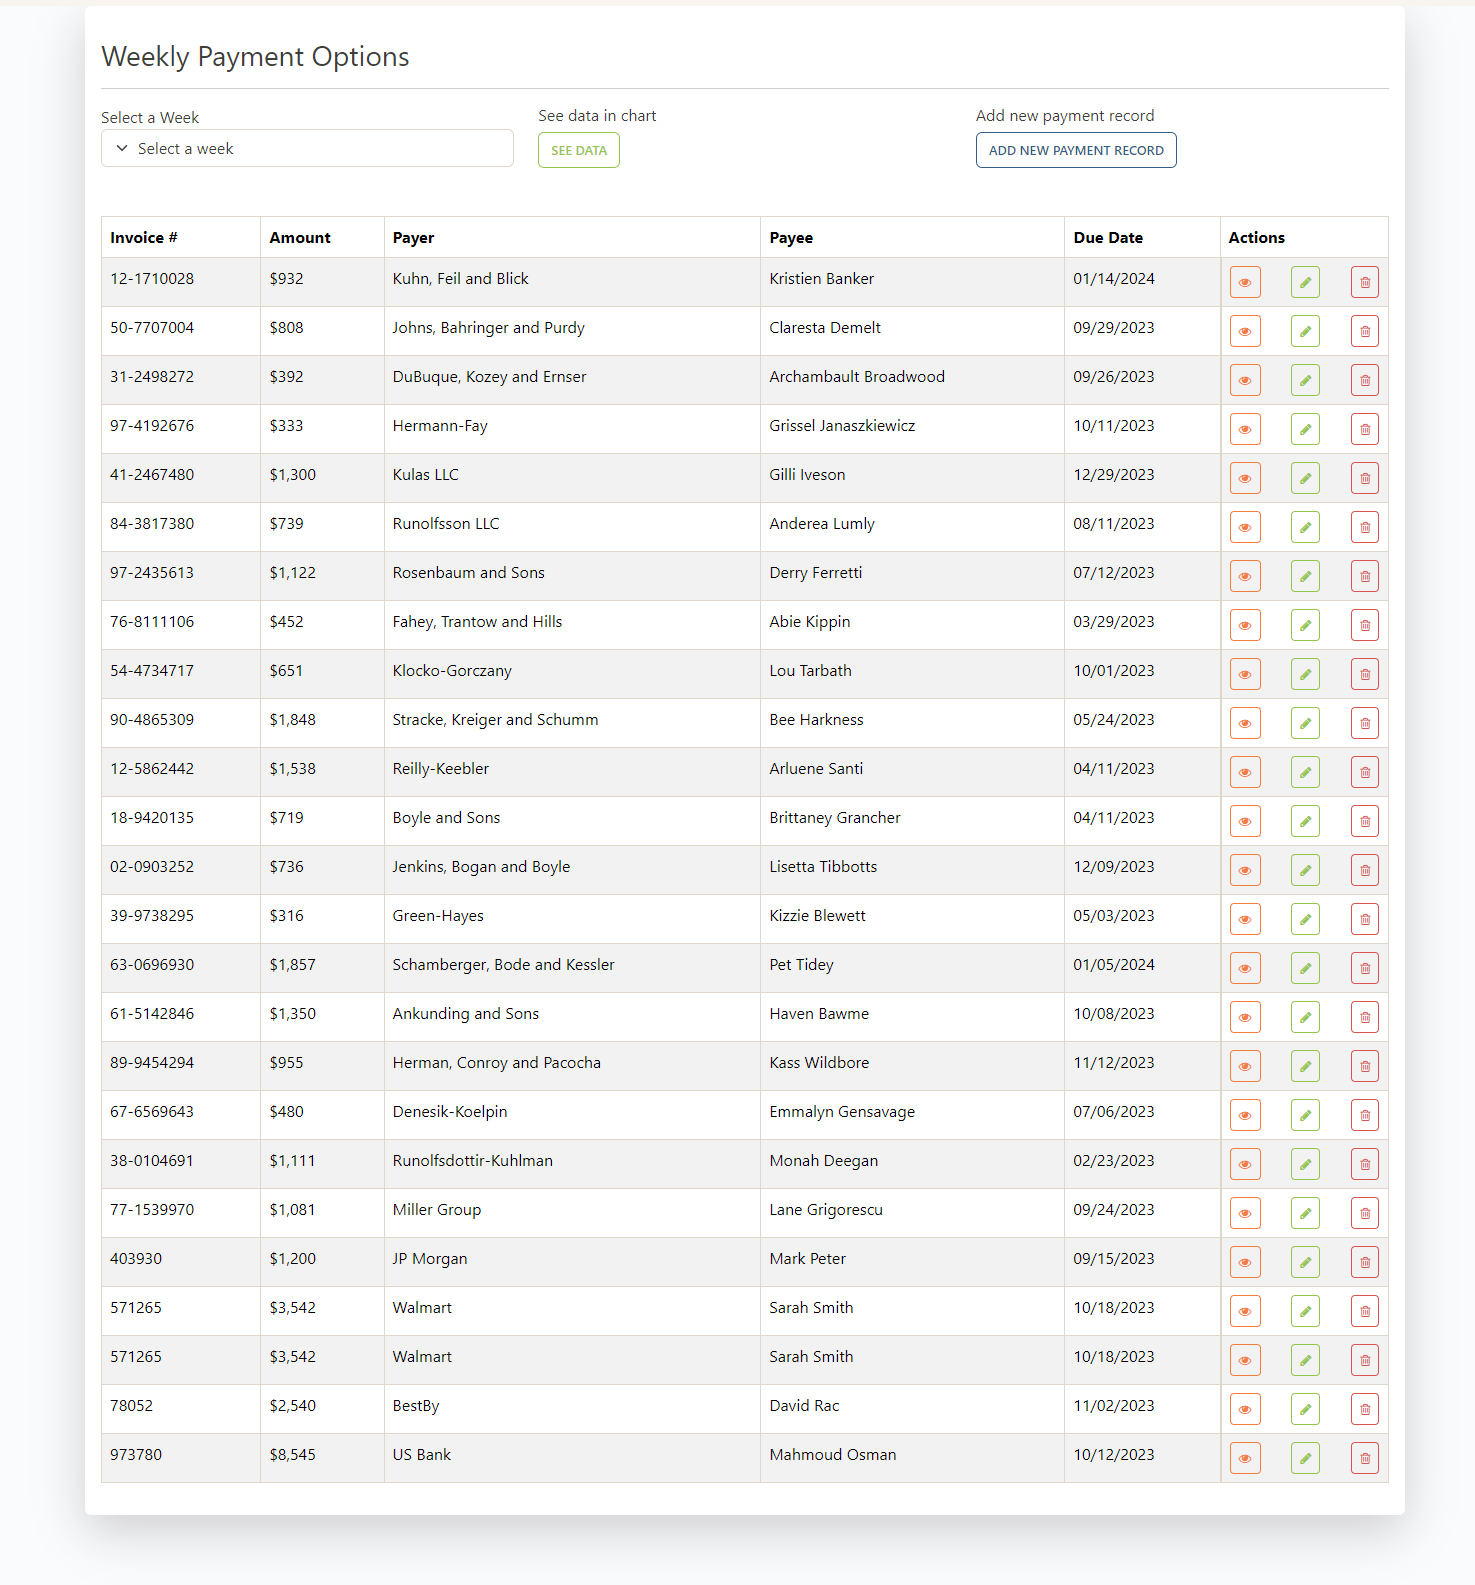 Weekly Payment Options
Select a Week
See data in chart
Add new payment record
Select a week
SEE DATA
ADD NEW PAYMENT RECORD
Invoice # Amount Payer Payee Due Date Actions
12-1710028 $932 Kuhn, Feil and Blick Kristien Banker 01/14/2024
50-7707004 $808 Johns, Bahringer and Purdy Claresta Demelt 09/29/2023
31-2498272 $392 DuBuque, Kozey and Ernser Archambault Broadwood 09/26/2023
97-4192676 $333 Hermann-Fay Grissel Janaszkiewicz 10/11/2023
41-2467480 $1,300 Kulas LLC Gilli Iveson 12/29/2023
84-3817380 $739 Runolfsson LLC Anderea Lumly 08/11/2023
97-2435613 $1,122 Rosenbaum and Sons Derry Ferretti 07/12/2023
76-8111106 $452 Fahey, Trantow and Hills Abie Kippin 03/29/2023
54-4734717 $651 Klocko-Gorczany Lou Tarbath 10/01/2023
90-4865309 $1,848 Stracke, Kreiger and Schumm Bee Harkness 05/24/2023
12-5862442 $1,538 Reilly-Keebler Arluene Santi 04/11/2023
18-9420135 $719 Boyle and Sons Brittaney Grancher 04/11/2023
02-0903252 $736 Jenkins, Bogan and Boyle Lisetta Tibbotts 12/09/2023
39-9738295 $316 Green-Hayes Kizzie Blewett 05/03/2023
63-0696930 $1,857 Schamberger, Bode and Kessler Pet Tidey 01/05/2024
61-5142846 $1,350 Ankunding and Sons Haven Bawme 10/08/2023
89-9454294 $955 Herman, Conroy and Pacocha Kass Wildbore 11/12/2023
67-6569643 $480 Denesik-Koelpin Emmalyn Gensavage 07/06/2023
38-0104691 $1,111 Runolfsdottir-Kuhlman Monah Deegan 02/23/2023
77-1539970 $1,081 Miller Group Lane Grigorescu 09/24/2023
403930 $1,200 JP Morgan Mark Peter 09/15/2023
571265 $3,542 Walmart Sarah Smith 10/18/2023
571265 $3,542 Walmart Sarah Smith 10/18/2023
78052 $2,540 BestBy David Rac 11/02/2023
973780 $8,545 US Bank Mahmoud Osman 10/12/2023